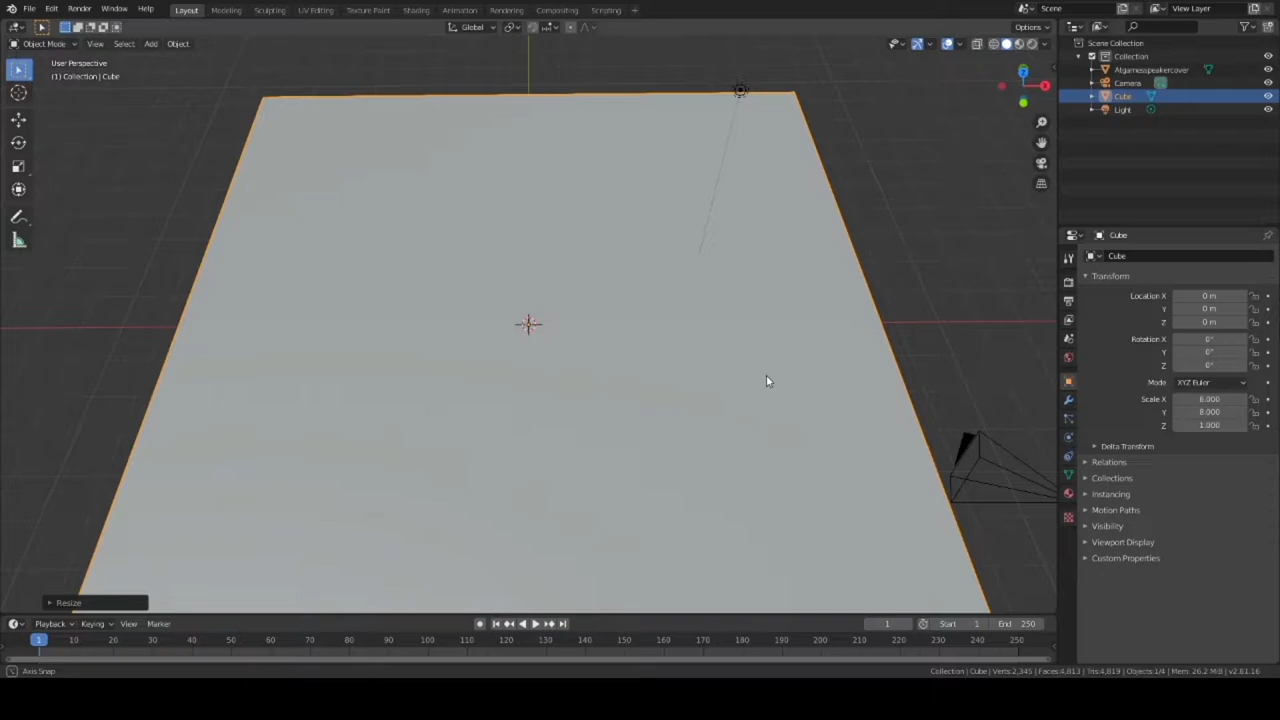 File Edit Render Window Help Layout Modeling Sculpting UV Editing Texture Paint Shading Animation Rendering Compositing Scripting + Scene View Layer
Global Options
Object Mode View Select Add Object
User Perspective
(1) Collection | Cube
Scene Collection
Collection
Atgamesspeakercover
Camera
Cube
Light
Z
X
Cube
Cube
Transform
Location X 0 m
Y 0 m
Z 0 m
Rotation X 0°
Y 0°
Z 0°
Mode XYZ Euler
Scale X 8.000
Y 8.000
Z 1.000
Delta Transform
Relations
Collections
Instancing
Motion Paths
Visibility
Viewport Display
Custom Properties
Resize
Playback Keying View Marker 1 Start 1 End 250
1 10 20 30 40 50 60 70 80 90 100 110 120 130 140 150 160 170 180 190 200 210 220 230 240 250
Axis Snap Collection | Cube | Verts:2,345 | Faces:4,813 | Tris:4,819 | Objects:1/4 | Mem: 26.2 MiB | v2.81.16